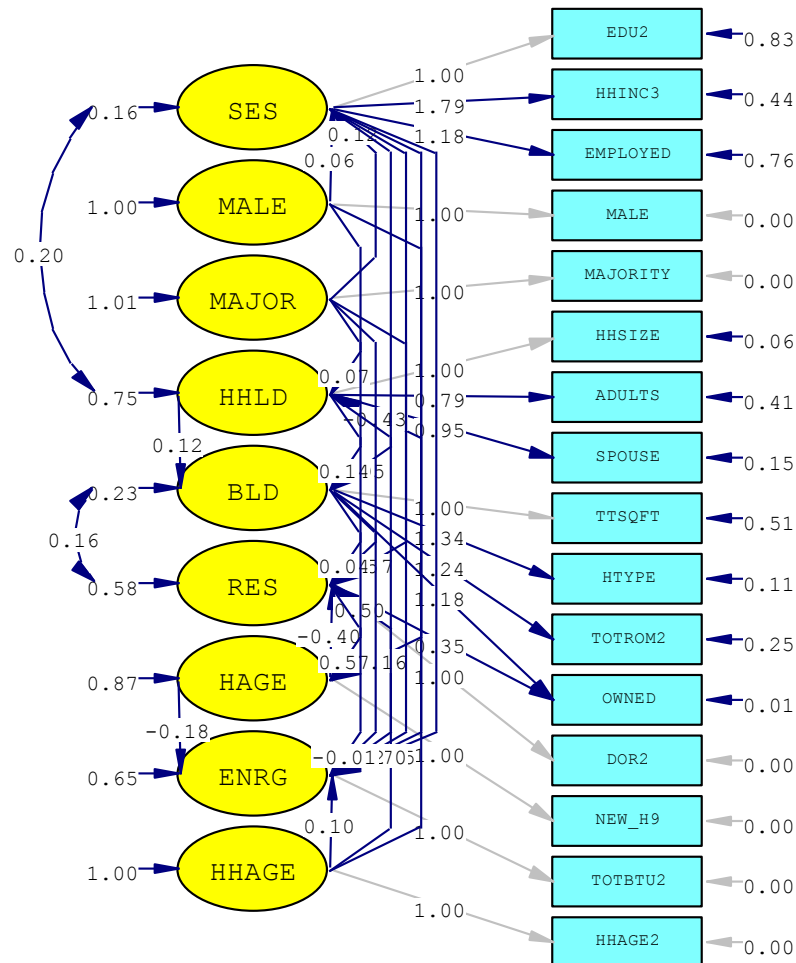 EDU2
0.83
1.00
HHINC3
0.44
0.16
SES
1.79
1.18
EMPLOYED
0.76
0.06
1.00
MALE
1.00
MALE
0.00
0.20
1.01
MAJOR
1.00
MAJORITY
0.00
HHSIZE
0.06
0.07
1.00
0.75
HHLD
0.79
ADULTS
0.41
0.95
0.12
SPOUSE
0.15
0.23
BLD
1.00
TTSQFT
0.51
0.16
1.34
HTYPE
0.11
0.58
RES
1.24
1.18
0.50
TOTROM2
0.25
-0.40
0.35
0.87
HAGE
1.00
OWNED
0.01
-0.18
DOR2
0.00
0.65
ENRG
1.00
NEW_H9
0.00
0.10
1.00
1.00
HHAGE
TOTBTU2
0.00
1.00
HHAGE2
0.00